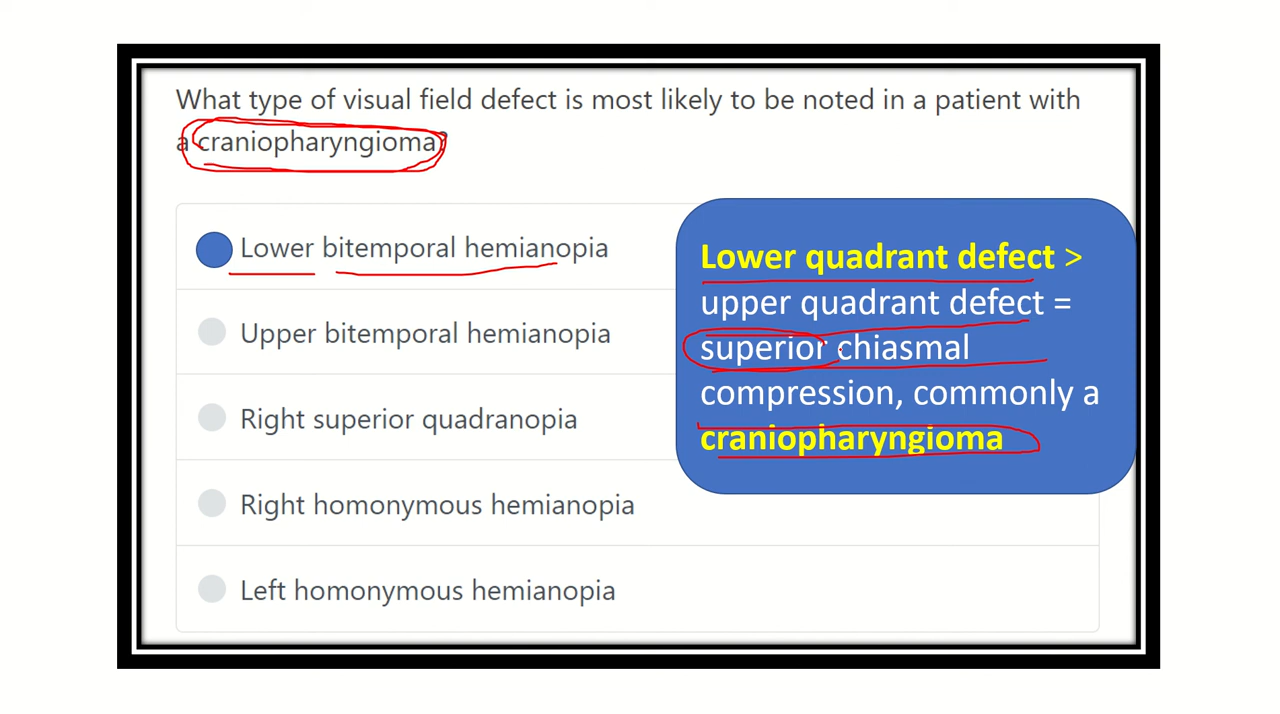 What type of visual field defect is most likely to be noted in a patient with
a craniopharyngioma?
Lower bitemporal hemianopia
Upper bitemporal hemianopia
Right superior quadranopia
Right homonymous hemianopia
Left homonymous hemianopia
Lower quadrant defect >
upper quadrant defect =
superior chiasmal
compression, commonly a
craniopharyngioma